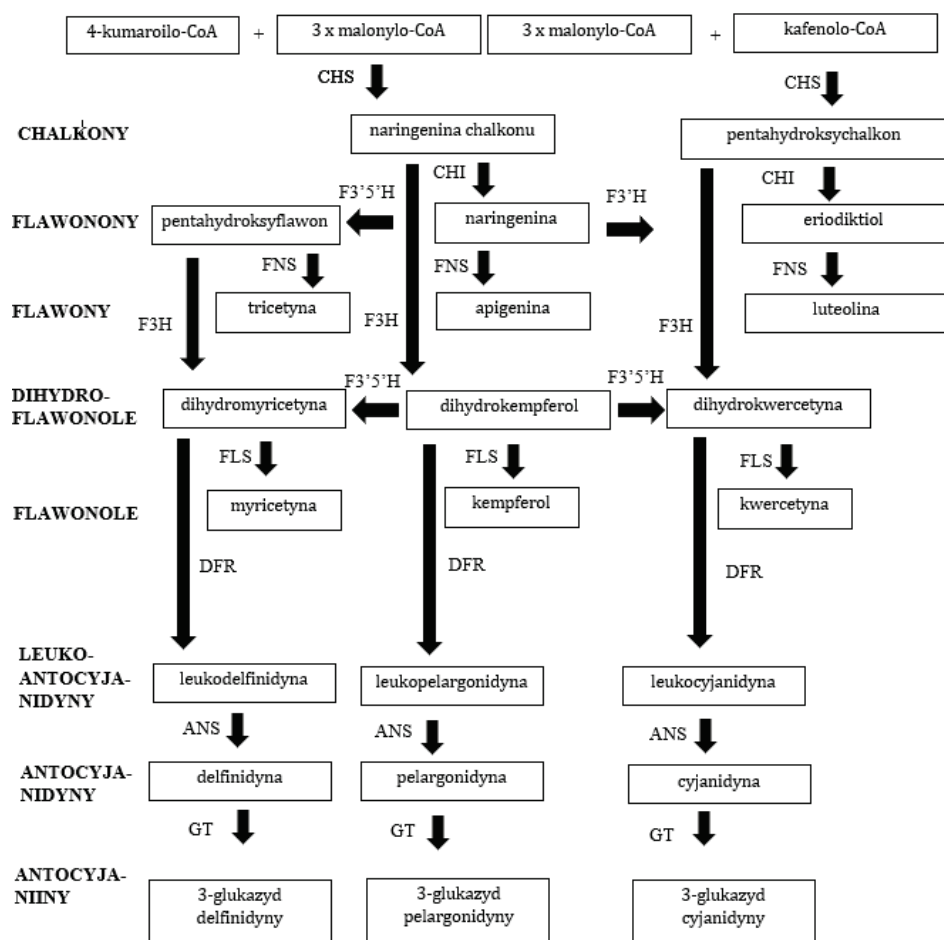 4-kumaroilo-CoA + 3 x malonylo-CoA 3 x malonylo-CoA + kafenolo-CoA
CHS CHS
CHALKONY naringenina chalkonu pentahydroksychalkon
CHI CHI
F3'5'H F3'H
FLAWONONY pentahydroksyflawon naringenina eriodiktiol
FNS FNS FNS
FLAWONY tricetyna apigenina luteolina
F3H F3H F3H
F3'5'H F3'5'H
DIHYDRO-
FLAWONOLE dihydromyricetyna dihydrokempferol dihydrokwercetyna
FLS FLS FLS
FLAWONOLE myricetyna kempferol kwercetyna
DFR DFR DFR
LEUKO-
ANTOCYJA-
NIDYNY leukodelfinidyna leukopelargonidyna leukocyjanidyna
ANS ANS ANS
ANTOCYJA-
NIDYNY delfinidyna pelargonidyna cyjanidyna
GT GT GT
ANTOCYJA-
NIINY
3-glukazyd 3-glukazyd 3-glukazyd
delfinidyny pelargonidyny cyjanidyny